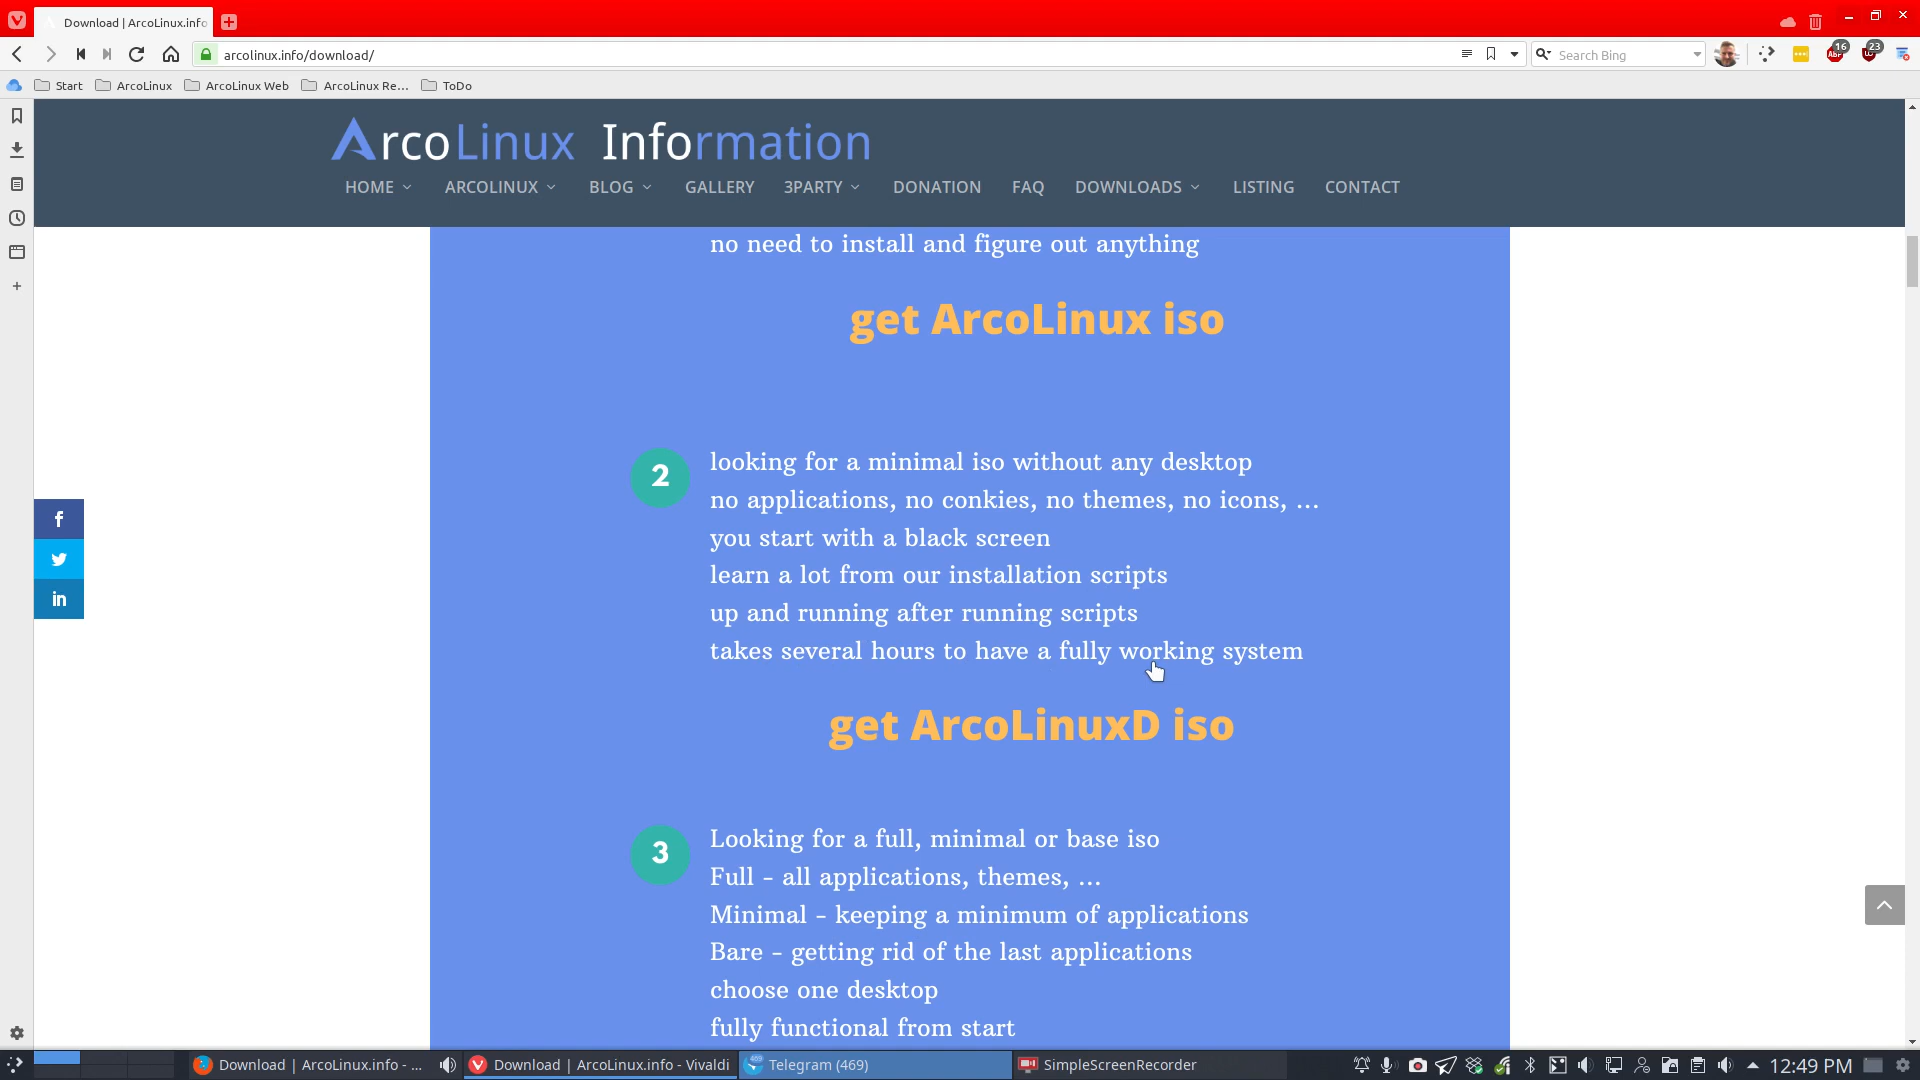 Download | ArcoLinux.info
arcolinux.info/download/
Search Bing
16
23
Start
ArcoLinux
ArcoLinux Web
ArcoLinux Re...
ToDo
ArcoLinux Information
HOME
ARCOLINUX
BLOG
GALLERY
3PARTY
DONATION
FAQ
DOWNLOADS
LISTING
CONTACT
no need to install and figure out anything
get ArcoLinux iso
2
looking for a minimal iso without any desktop
no applications, no conkies, no themes, no icons, ...
you start with a black screen
learn a lot from our installation scripts
up and running after running scripts
takes several hours to have a fully working system
get ArcoLinuxD iso
3
Looking for a full, minimal or base iso
Full - all applications, themes, ...
Minimal - keeping a minimum of applications
Bare - getting rid of the last applications
choose one desktop
fully functional from start
Download | ArcoLinux.info - ...
Download | ArcoLinux.info - Vivaldi
Telegram (469)
SimpleScreenRecorder
12:49 PM